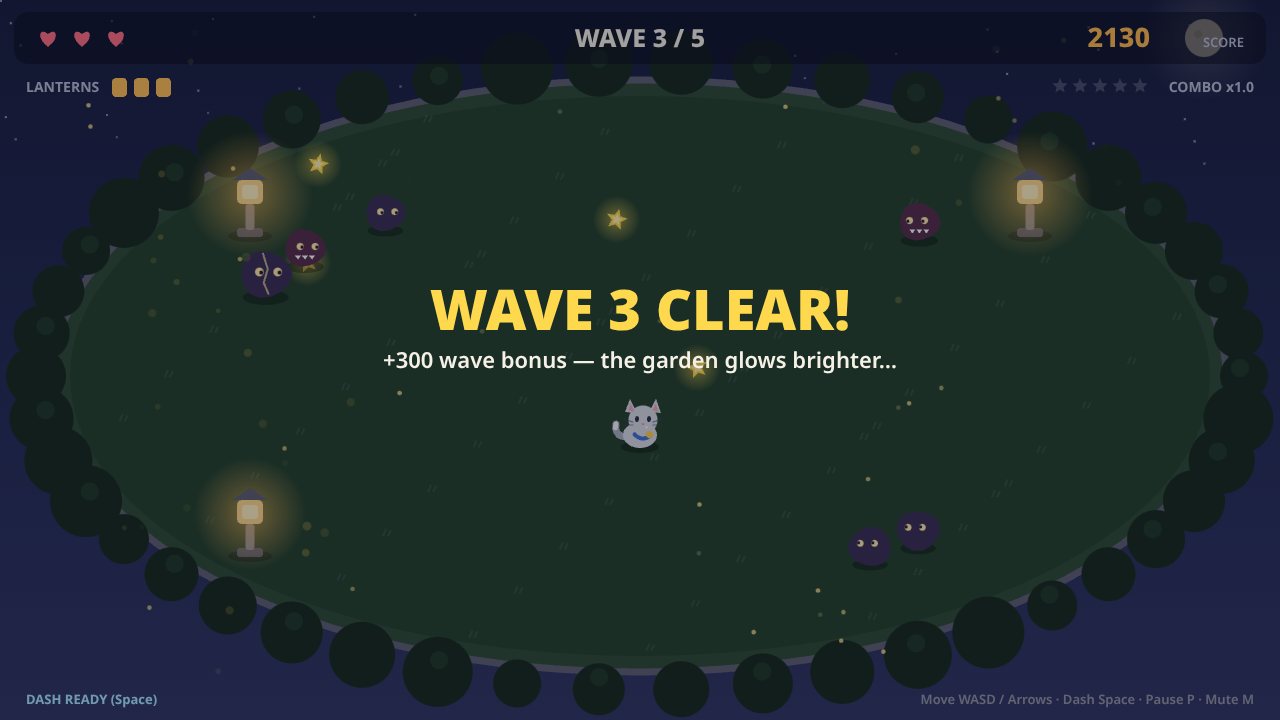 WAVE 3 / 5
2130
SCORE
LANTERNS
COMBO x1.0
WAVE 3 CLEAR!
+300 wave bonus — the garden glows brighter...
DASH READY (Space)
Move WASD / Arrows · Dash Space · Pause P · Mute M